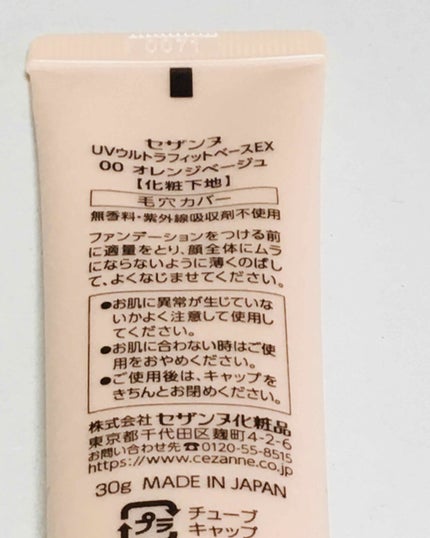 セザンヌ
UVウルトラフィットベースEX
00 オレンジベージュ
【化粧下地】
毛穴カバー
無香料・紫外線吸収剤不使用
ファンデーションをつける前
に適量をとり、顔全体にムラ
にならないように薄くのばし
て、よくなじませてください。
●お肌に異常が生じていな
いかよく注意して使用し
てください。
●お肌に合わない時はご使
用をおやめください。
●ご使用後は、キャップを
きちんとお閉めください。
株式会社 セザンヌ化粧品
東京都千代田区麹町4-2-6
お問い合わせ先☎0120-55-8515
https://www.cezanne.co.jp
30g MADE IN JAPAN
プラ
チューブ
キャップ